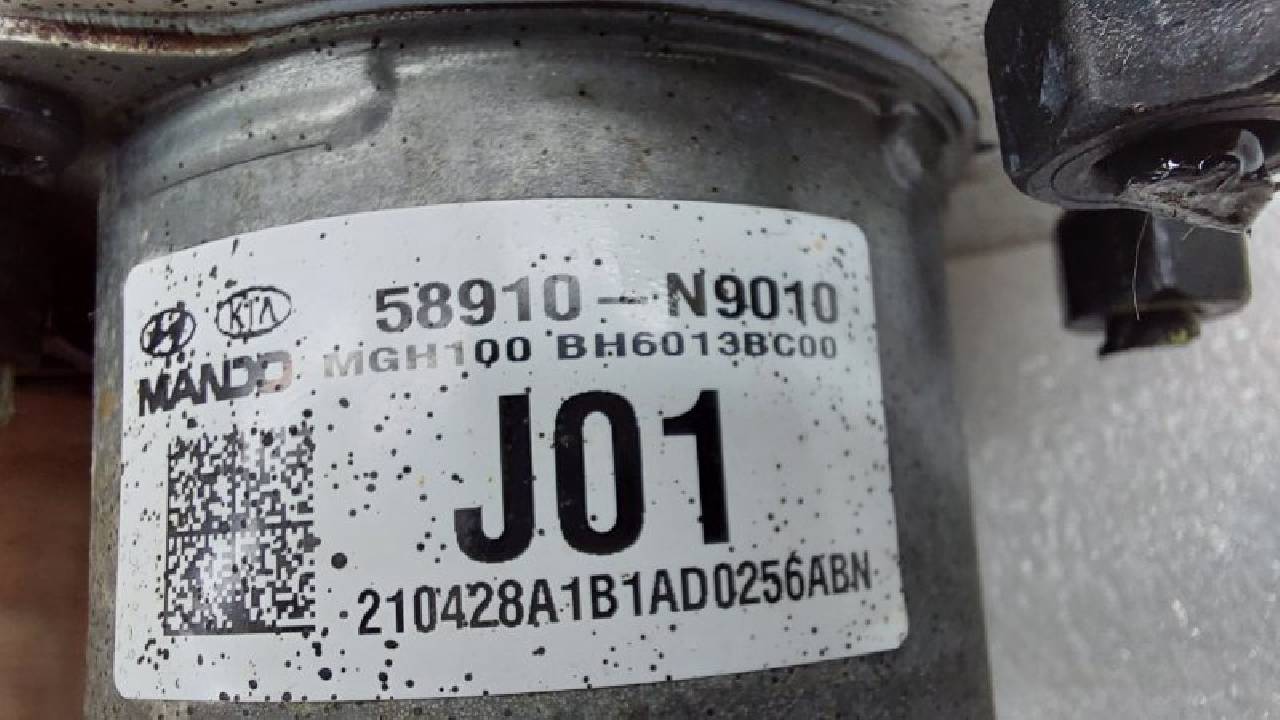 KIA 58910-N9010
MANDO MGH100 BH6013BC00
J01
210428A1B1AD0256ABN